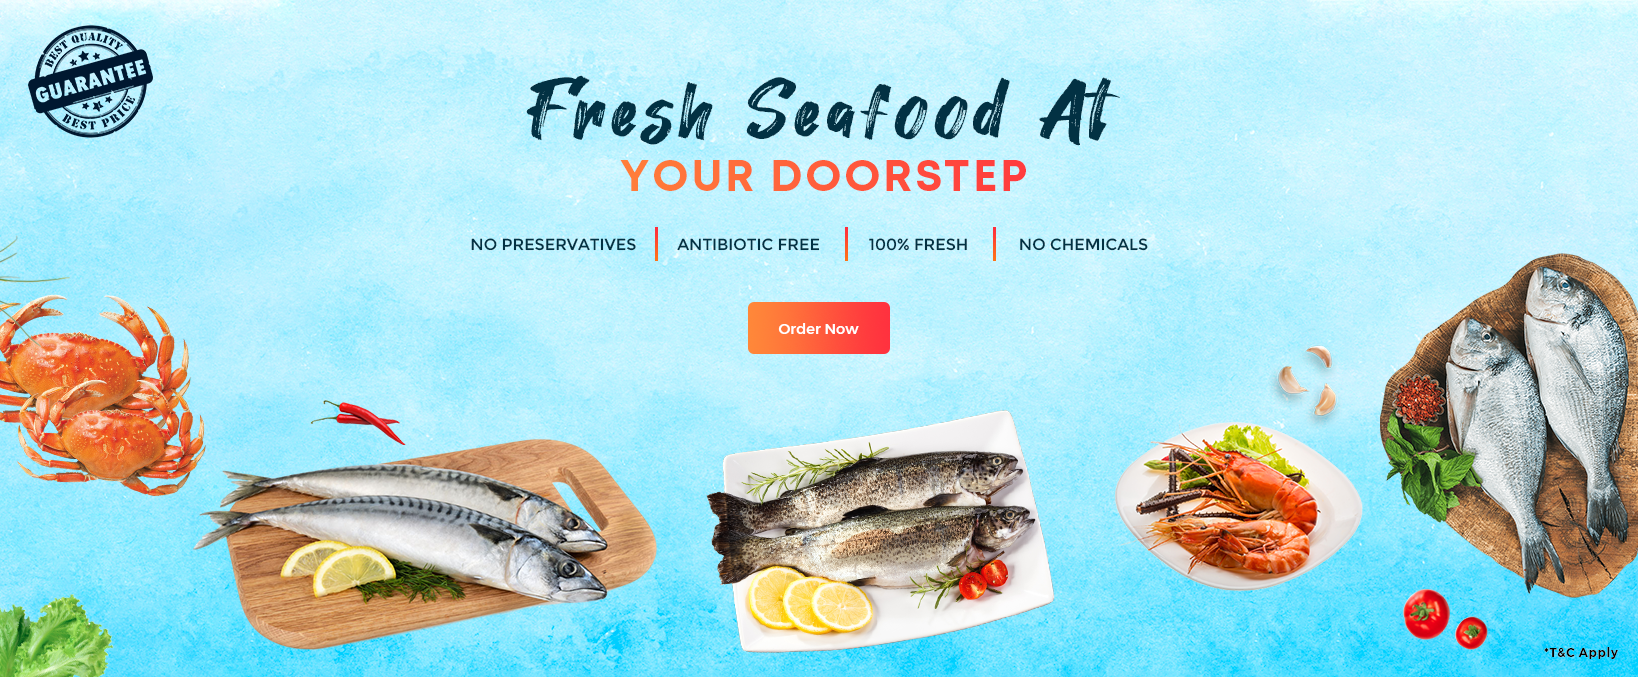 BEST QUALITY
GUARANTEE
BEST PRICE
Fresh Seafood At
YOUR DOORSTEP
NO PRESERVATIVES | ANTIBIOTIC FREE | 100% FRESH | NO CHEMICALS
Order Now
*T&C Apply